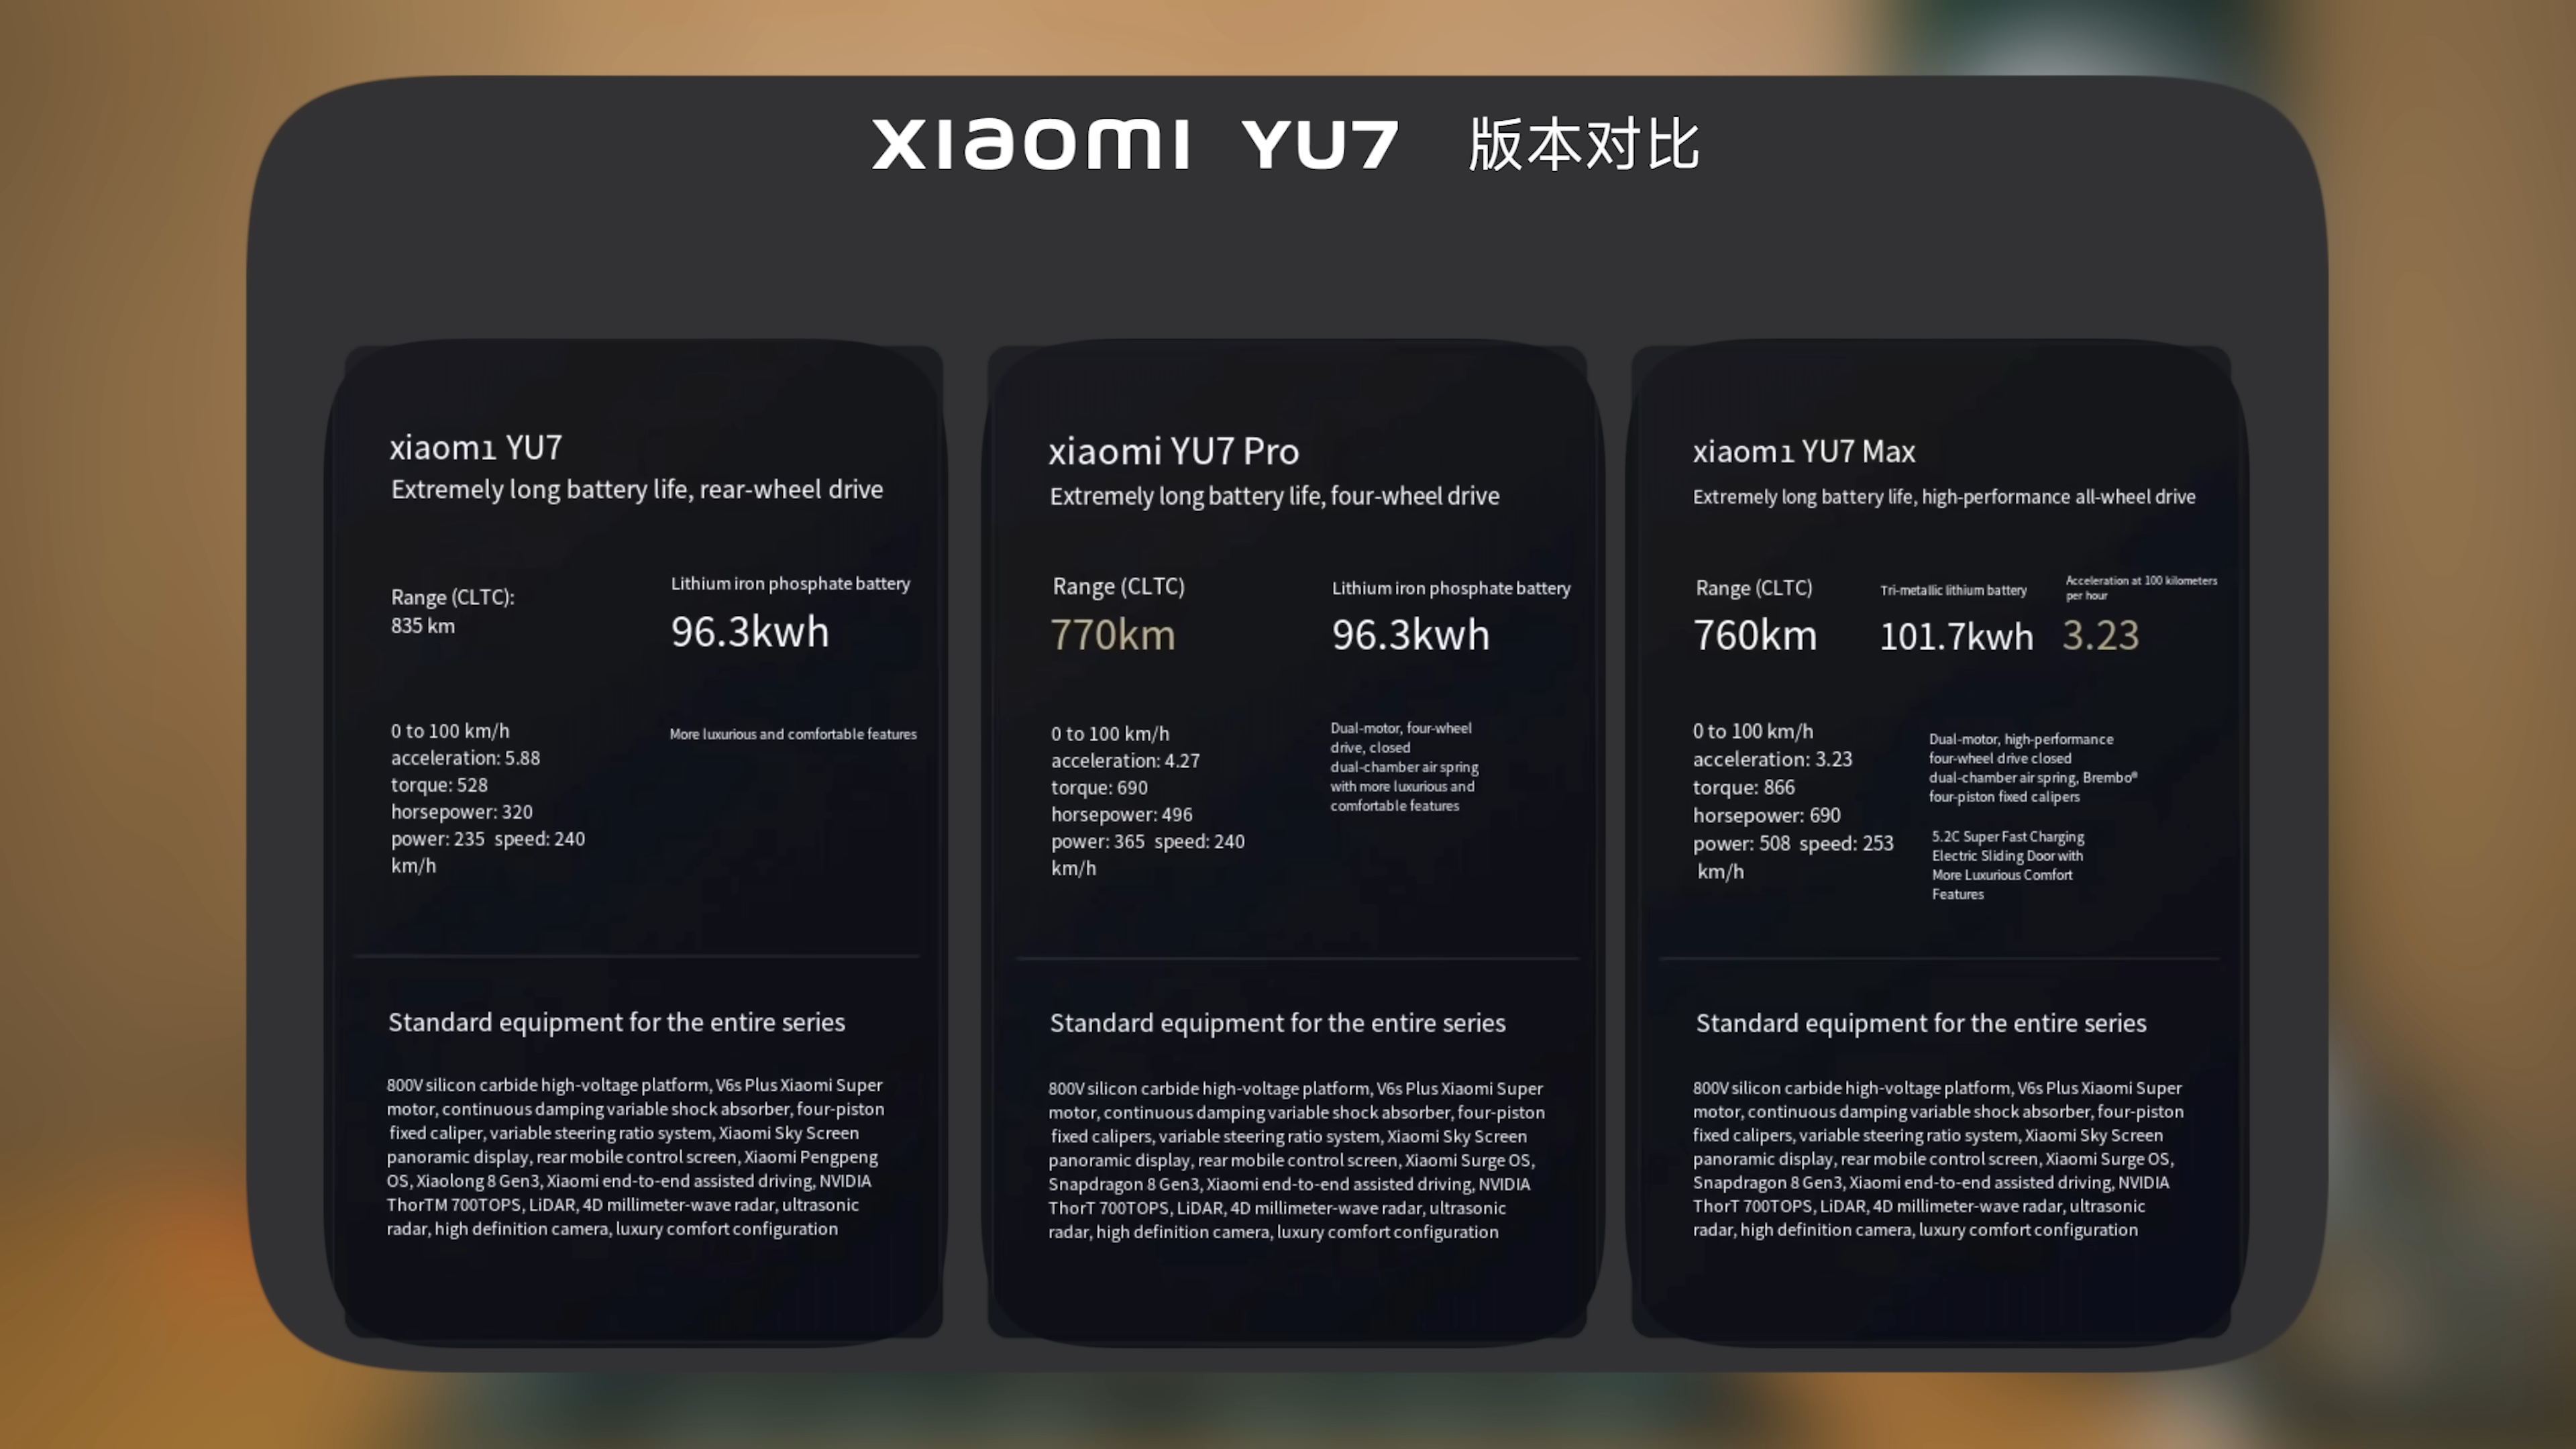 xiaomi YU7 版本对比
xiaomı YU7
Extremely long battery life, rear-wheel drive
Range (CLTC):
835 km
Lithium iron phosphate battery
96.3kwh
0 to 100 km/h
acceleration: 5.88
torque: 528
horsepower: 320
power: 235 speed: 240
km/h
More luxurious and comfortable features
Standard equipment for the entire series
800V silicon carbide high-voltage platform, V6s Plus Xiaomi Super
motor, continuous damping variable shock absorber, four-piston
fixed caliper, variable steering ratio system, Xiaomi Sky Screen
panoramic display, rear mobile control screen, Xiaomi Pengpeng
OS, Xiaolong 8 Gen3, Xiaomi end-to-end assisted driving, NVIDIA
ThorTM 700TOPS, LiDAR, 4D millimeter-wave radar, ultrasonic
radar, high definition camera, luxury comfort configuration
xiaomi YU7 Pro
Extremely long battery life, four-wheel drive
Range (CLTC)
770km
Lithium iron phosphate battery
96.3kwh
0 to 100 km/h
acceleration: 4.27
torque: 690
horsepower: 496
power: 365 speed: 240
km/h
Dual-motor, four-wheel
drive, closed
dual-chamber air spring
with more luxurious and
comfortable features
Standard equipment for the entire series
800V silicon carbide high-voltage platform, V6s Plus Xiaomi Super
motor, continuous damping variable shock absorber, four-piston
fixed calipers, variable steering ratio system, Xiaomi Sky Screen
panoramic display, rear mobile control screen, Xiaomi Surge OS,
Snapdragon 8 Gen3, Xiaomi end-to-end assisted driving, NVIDIA
ThorT 700TOPS, LiDAR, 4D millimeter-wave radar, ultrasonic
radar, high definition camera, luxury comfort configuration
xiaomı YU7 Max
Extremely long battery life, high-performance all-wheel drive
Range (CLTC)
760km
Tri-metallic lithium battery
101.7kwh
Acceleration at 100 kilometers
per hour
3.23
0 to 100 km/h
acceleration: 3.23
torque: 866
horsepower: 690
power: 508 speed: 253
km/h
Dual-motor, high-performance
four-wheel drive closed
dual-chamber air spring, Brembo®
four-piston fixed calipers
5.2C Super Fast Charging
Electric Sliding Door with
More Luxurious Comfort
Features
Standard equipment for the entire series
800V silicon carbide high-voltage platform, V6s Plus Xiaomi Super
motor, continuous damping variable shock absorber, four-piston
fixed calipers, variable steering ratio system, Xiaomi Sky Screen
panoramic display, rear mobile control screen, Xiaomi Surge OS,
Snapdragon 8 Gen3, Xiaomi end-to-end assisted driving, NVIDIA
ThorT 700TOPS, LiDAR, 4D millimeter-wave radar, ultrasonic
radar, high definition camera, luxury comfort configuration